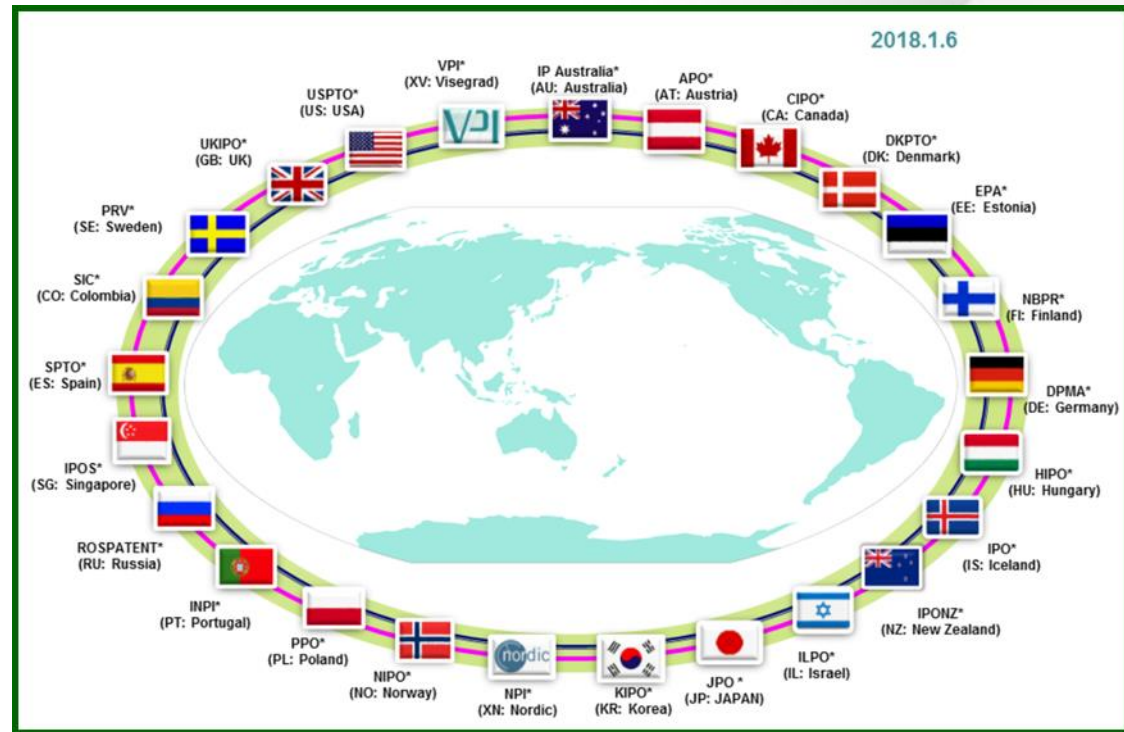 2018.1.6
VPI*
(XV: Visegrad)
IP Australia*
(AU: Australia)
APO*
(AT: Austria)
CIPO*
(CA: Canada)
DKPTO*
(DK: Denmark)
EPA*
(EE: Estonia)
NBPR*
(FI: Finland)
DPMA*
(DE: Germany)
HIPO*
(HU: Hungary)
IPO*
(IS: Iceland)
IPONZ*
(NZ: New Zealand)
ILPO*
(IL: Israel)
JPO *
(JP: JAPAN)
KIPO*
(KR: Korea)
NPI*
(XN: Nordic)
NIPO*
(NO: Norway)
PPO*
(PL: Poland)
INPI*
(PT: Portugal)
ROSPATENT*
(RU: Russia)
IPOS*
(SG: Singapore)
SPTO*
(ES: Spain)
SIC*
(CO: Colombia)
PRV*
(SE: Sweden)
UKIPO*
(GB: UK)
USPTO*
(US: USA)
VPI
nordic